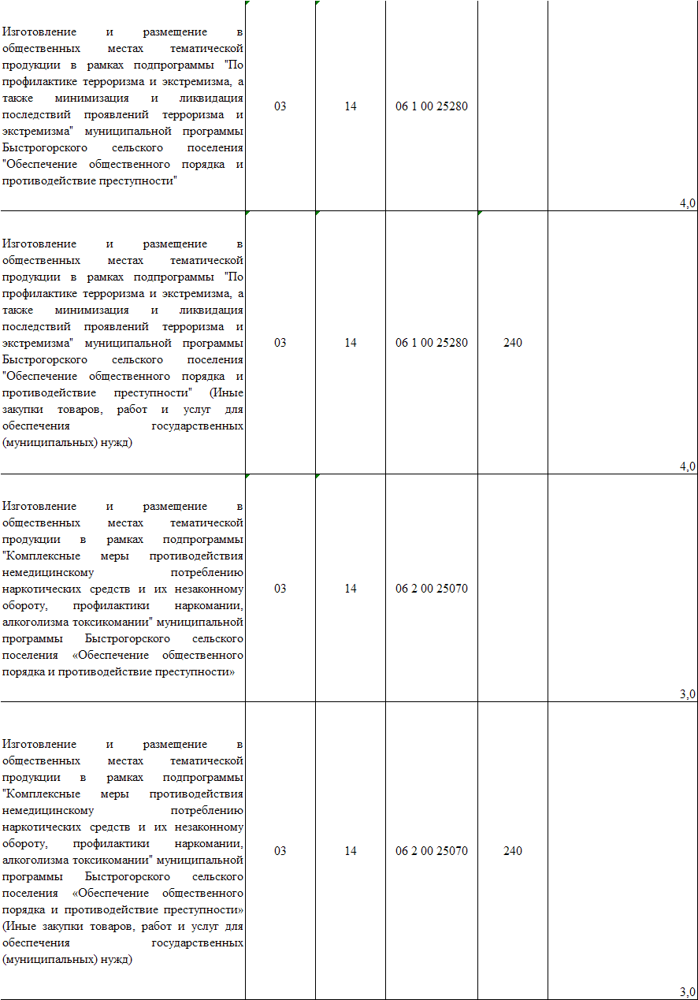 Изготовление и размещение в
общественных местах тематической
продукции в рамках подпрограммы "По
профилактике терроризма и экстремизма, а
также минимизация и ликвидация
последствий проявлений терроризма и
экстремизма" муниципальной программы
Быстрогорского сельского поселения
"Обеспечение общественного порядка и
противодействие преступности"
03
14
06 1 00 25280
4,0
Изготовление и размещение в
общественных местах тематической
продукции в рамках подпрограммы "По
профилактике терроризма и экстремизма, а
также минимизация и ликвидация
последствий проявлений терроризма и
экстремизма" муниципальной программы
Быстрогорского сельского поселения
"Обеспечение общественного порядка и
противодействие преступности" (Иные
закупки товаров, работ и услуг для
обеспечения государственных
(муниципальных) нужд)
03
14
06 1 00 25280
240
4,0
Изготовление и размещение в
общественных местах тематической
продукции в рамках подпрограммы
"Комплексные меры противодействия
немедицинскому потреблению
наркотических средств и их незаконному
обороту, профилактики наркомании,
алкоголизма токсикомании" муниципальной
программы Быстрогорского сельского
поселения «Обеспечение общественного
порядка и противодействие преступности»
03
14
06 2 00 25070
3,0
Изготовление и размещение в
общественных местах тематической
продукции в рамках подпрограммы
"Комплексные меры противодействия
немедицинскому потреблению
наркотических средств и их незаконному
обороту, профилактики наркомании,
алкоголизма токсикомании" муниципальной
программы Быстрогорского сельского
поселения «Обеспечение общественного
порядка и противодействие преступности»
(Иные закупки товаров, работ и услуг для
обеспечения государственных
(муниципальных) нужд)
03
14
06 2 00 25070
240
3,0